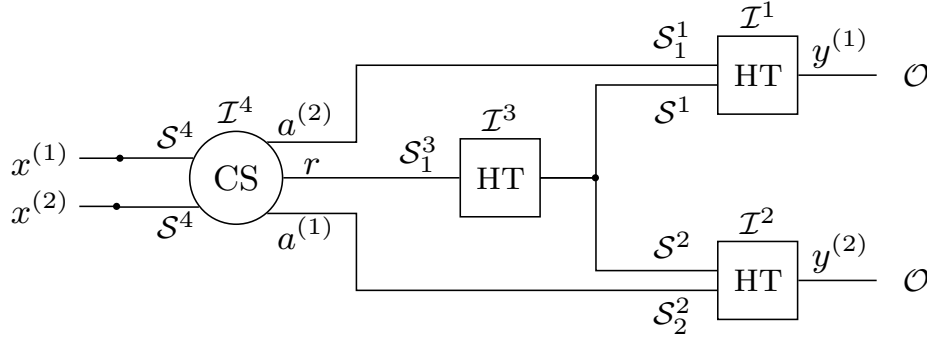 𝓘¹
𝒮₁¹
y⁽¹⁾
HT
𝒪
𝒮¹
𝓘⁴
a⁽²⁾
𝓘³
𝒮⁴
x⁽¹⁾
𝒮₁³
r
CS
HT
x⁽²⁾
𝒮⁴
a⁽¹⁾
𝓘²
𝒮²
y⁽²⁾
HT
𝒪
𝒮₂²